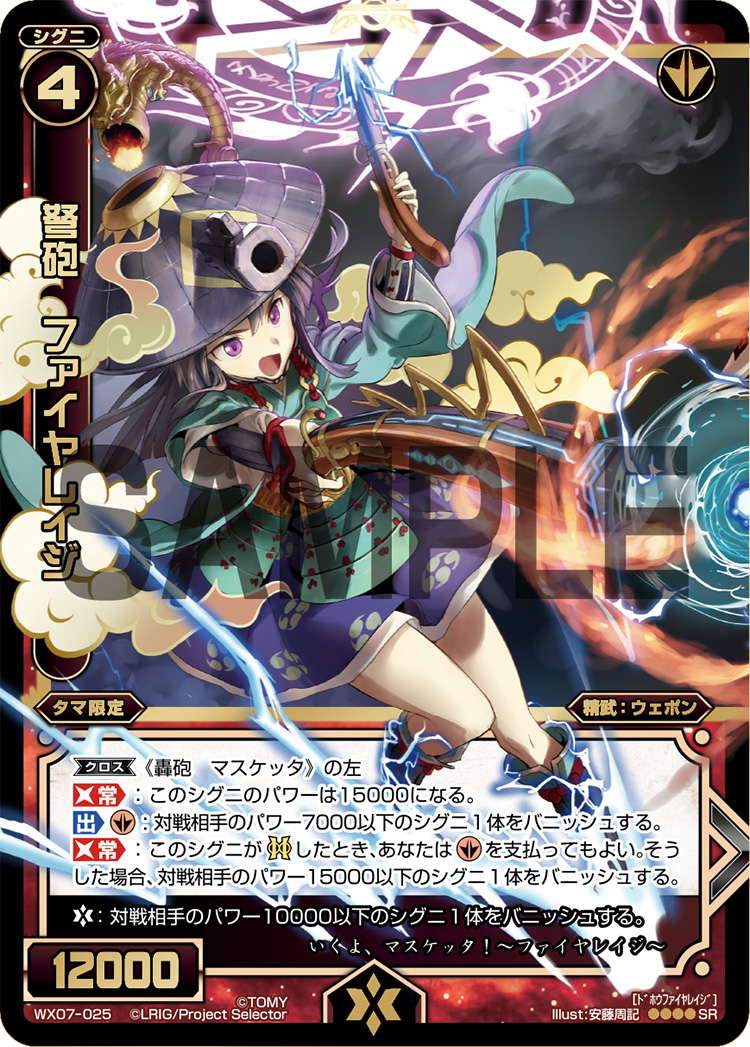 シグニ
4
弩砲　ファイヤレイジ
SAMPLE
タマ限定
精武：ウェポン
クロス《轟砲　マスケッタ》の左
常：このシグニのパワーは15000になる。
出：対戦相手のパワー7000以下のシグニ１体をバニッシュする。
常：このシグニがしたとき、あなたはを支払ってもよい。そう
した場合、対戦相手のパワー15000以下のシグニ１体をバニッシュする。
：対戦相手のパワー10000以下のシグニ１体をバニッシュする。
いくよ、マスケッタ！～ファイヤレイジ～
12000
©TOMY
[ﾄﾞﾎｳﾌｧｲﾔﾚｲｼﾞ]
WX07-025 ©LRIG/Project Selector
Illust:安藤周記 SR